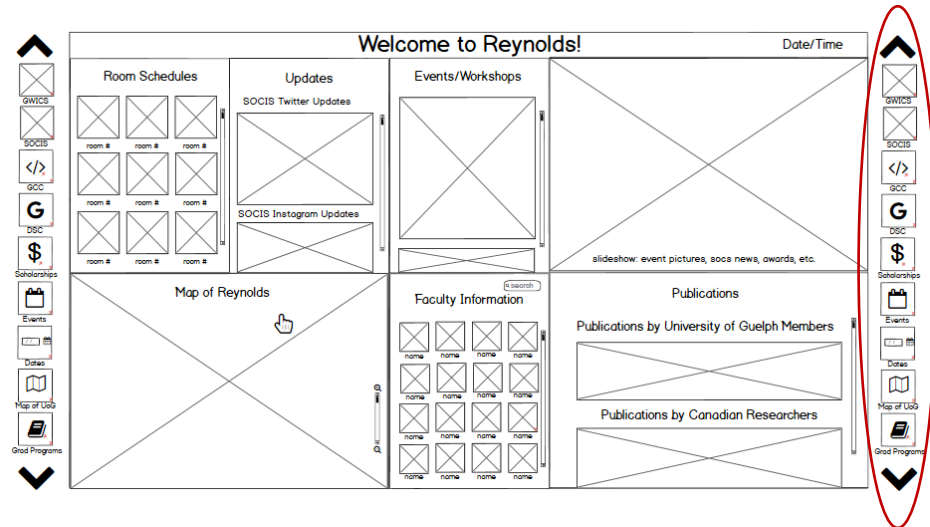 Welcome to Reynolds!
Date/Time
GWICS
SOCIS
</>
GCC
G
DSC
$
Scholarships
Events
Dates
Map of UoG
Grad Programs
Room Schedules
room # room # room #
room # room # room #
room # room # room #
Updates
SOCIS Twitter Updates
SOCIS Instagram Updates
Events/Workshops
slideshow: event pictures, socs news, awards, etc.
Map of Reynolds
search
Faculty Information
name name name name
name name name name
name name name name
name name name name
Publications
Publications by University of Guelph Members
Publications by Canadian Researchers
GWICS
SOCIS
</>
GCC
G
DSC
$
Scholarships
Events
Dates
Map of UoG
Grad Programs